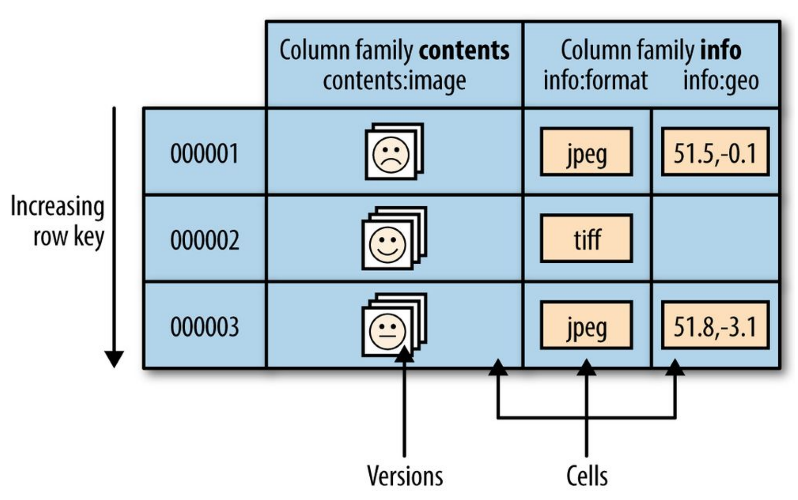 Column family contents
contents:image
Column family info
info:format info:geo
Increasing
row key
000001
jpeg
51.5,-0.1
000002
tiff
000003
jpeg
51.8,-3.1
Versions
Cells